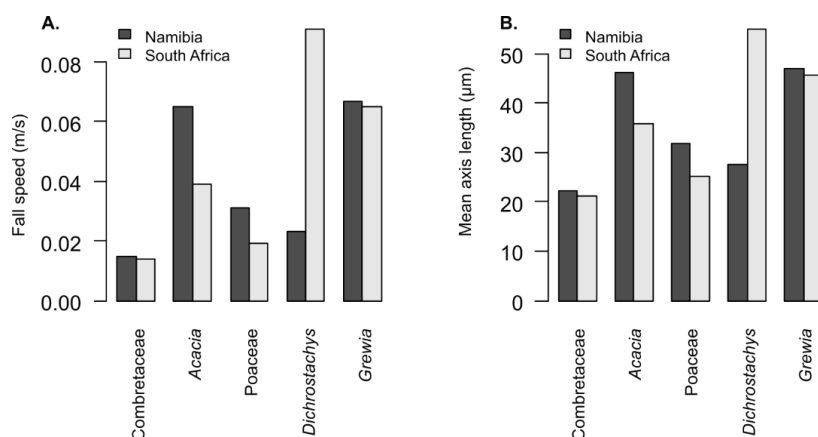 A.
Namibia
South Africa
Fall speed (m/s)
0.08
0.06
0.04
0.02
0.00
Combretaceae
Acacia
Poaceae
Dichrostachys
Grewia
B.
Namibia
South Africa
Mean axis length (µm)
50
40
30
20
10
0
Combretaceae
Acacia
Poaceae
Dichrostachys
Grewia